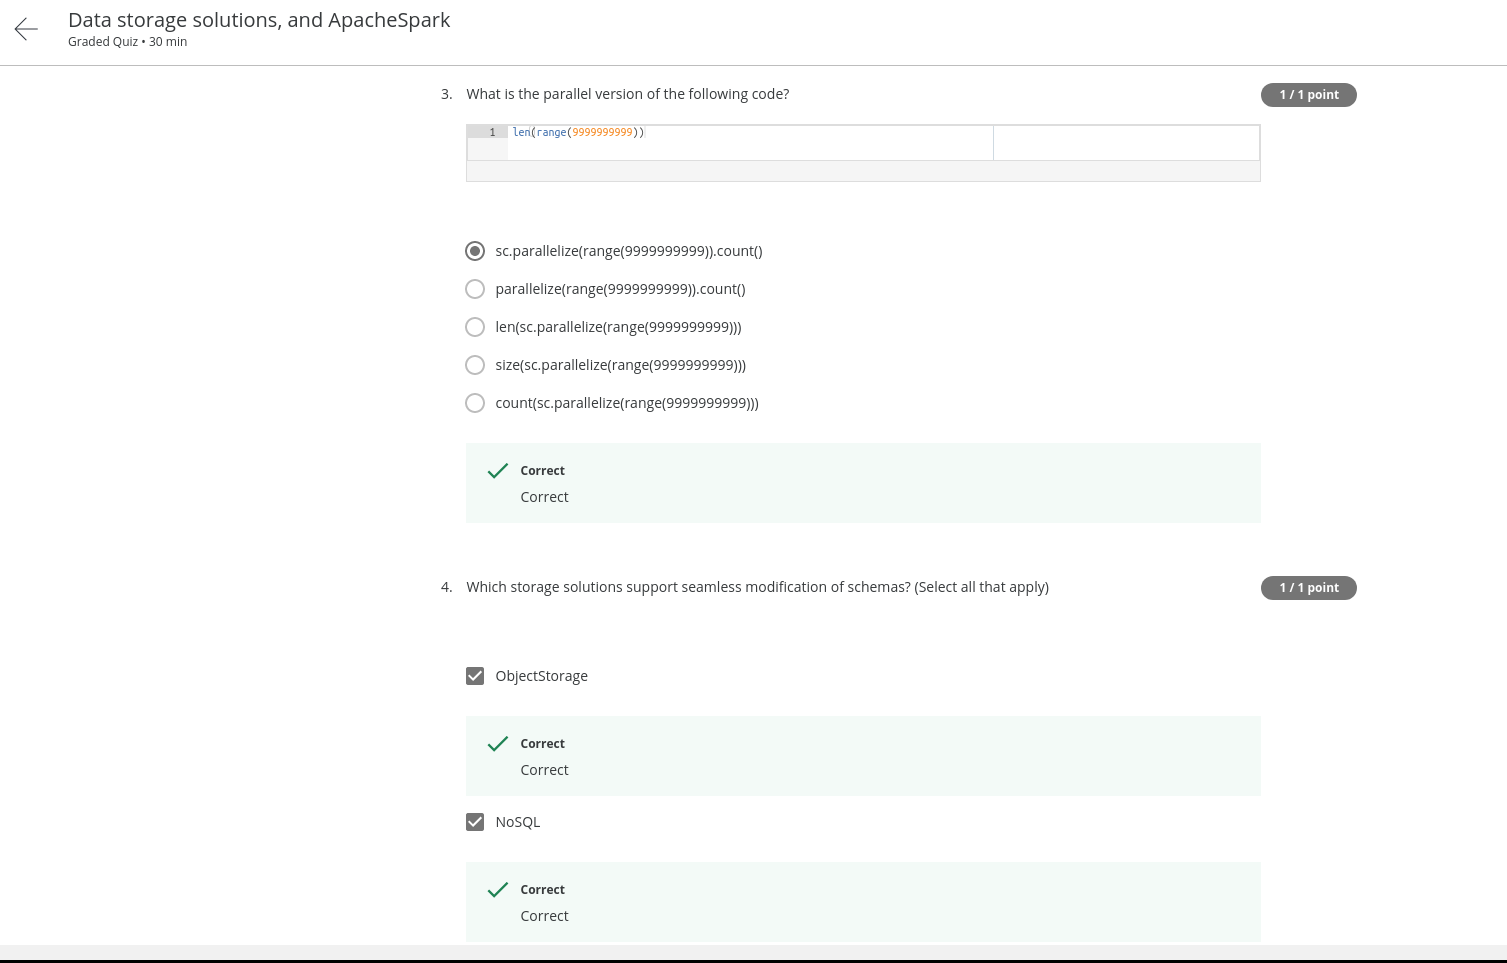 Data storage solutions, and ApacheSpark
Graded Quiz • 30 min
3. What is the parallel version of the following code?
1 / 1 point
1 len(range(9999999999))
sc.parallelize(range(9999999999)).count()
parallelize(range(9999999999)).count()
len(sc.parallelize(range(9999999999)))
size(sc.parallelize(range(9999999999)))
count(sc.parallelize(range(9999999999)))
Correct
Correct
4. Which storage solutions support seamless modification of schemas? (Select all that apply)
1 / 1 point
ObjectStorage
Correct
Correct
NoSQL
Correct
Correct